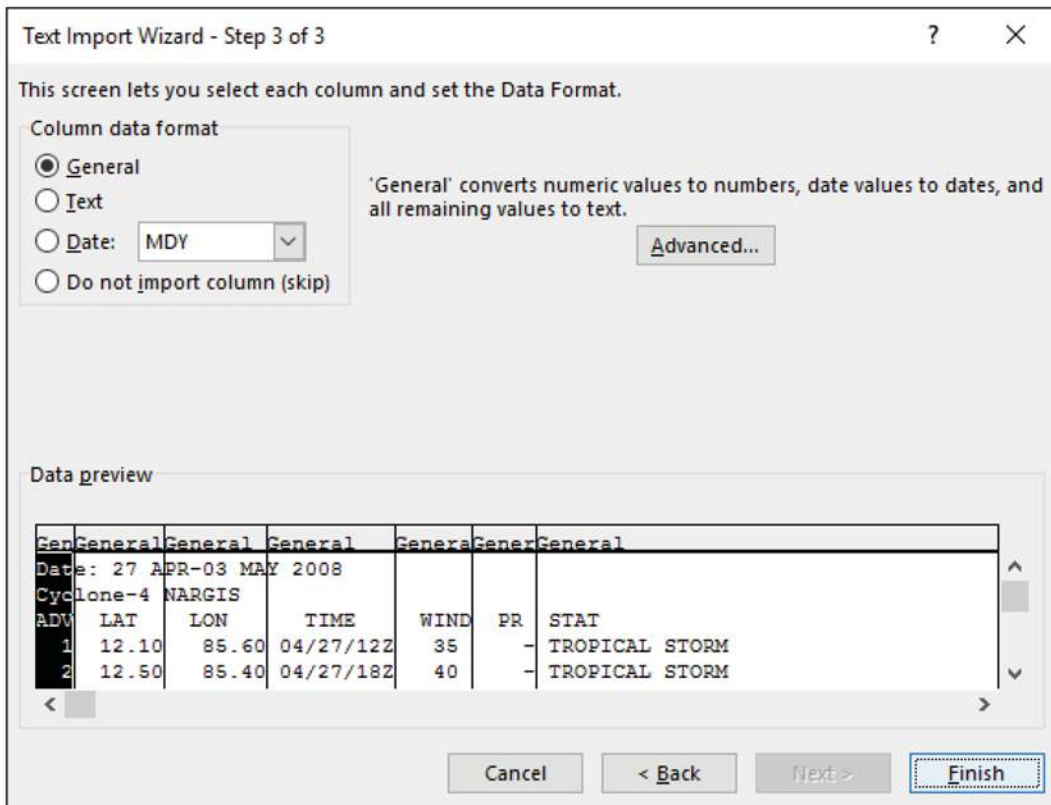 Text Import Wizard - Step 3 of 3 ? ×
This screen lets you select each column and set the Data Format.
Column data format
General
Text
Date: MDY
Do not import column (skip)
'General' converts numeric values to numbers, date values to dates, and
all remaining values to text.
Advanced...
Data preview
Gen General General General Genera Gener General
Date: 27 APR-03 MAY 2008
Cyclone-4 NARGIS
ADV LAT LON TIME WIND PR STAT
1 12.10 85.60 04/27/12Z 35 - TROPICAL STORM
2 12.50 85.40 04/27/18Z 40 - TROPICAL STORM
Cancel < Back Next > Finish